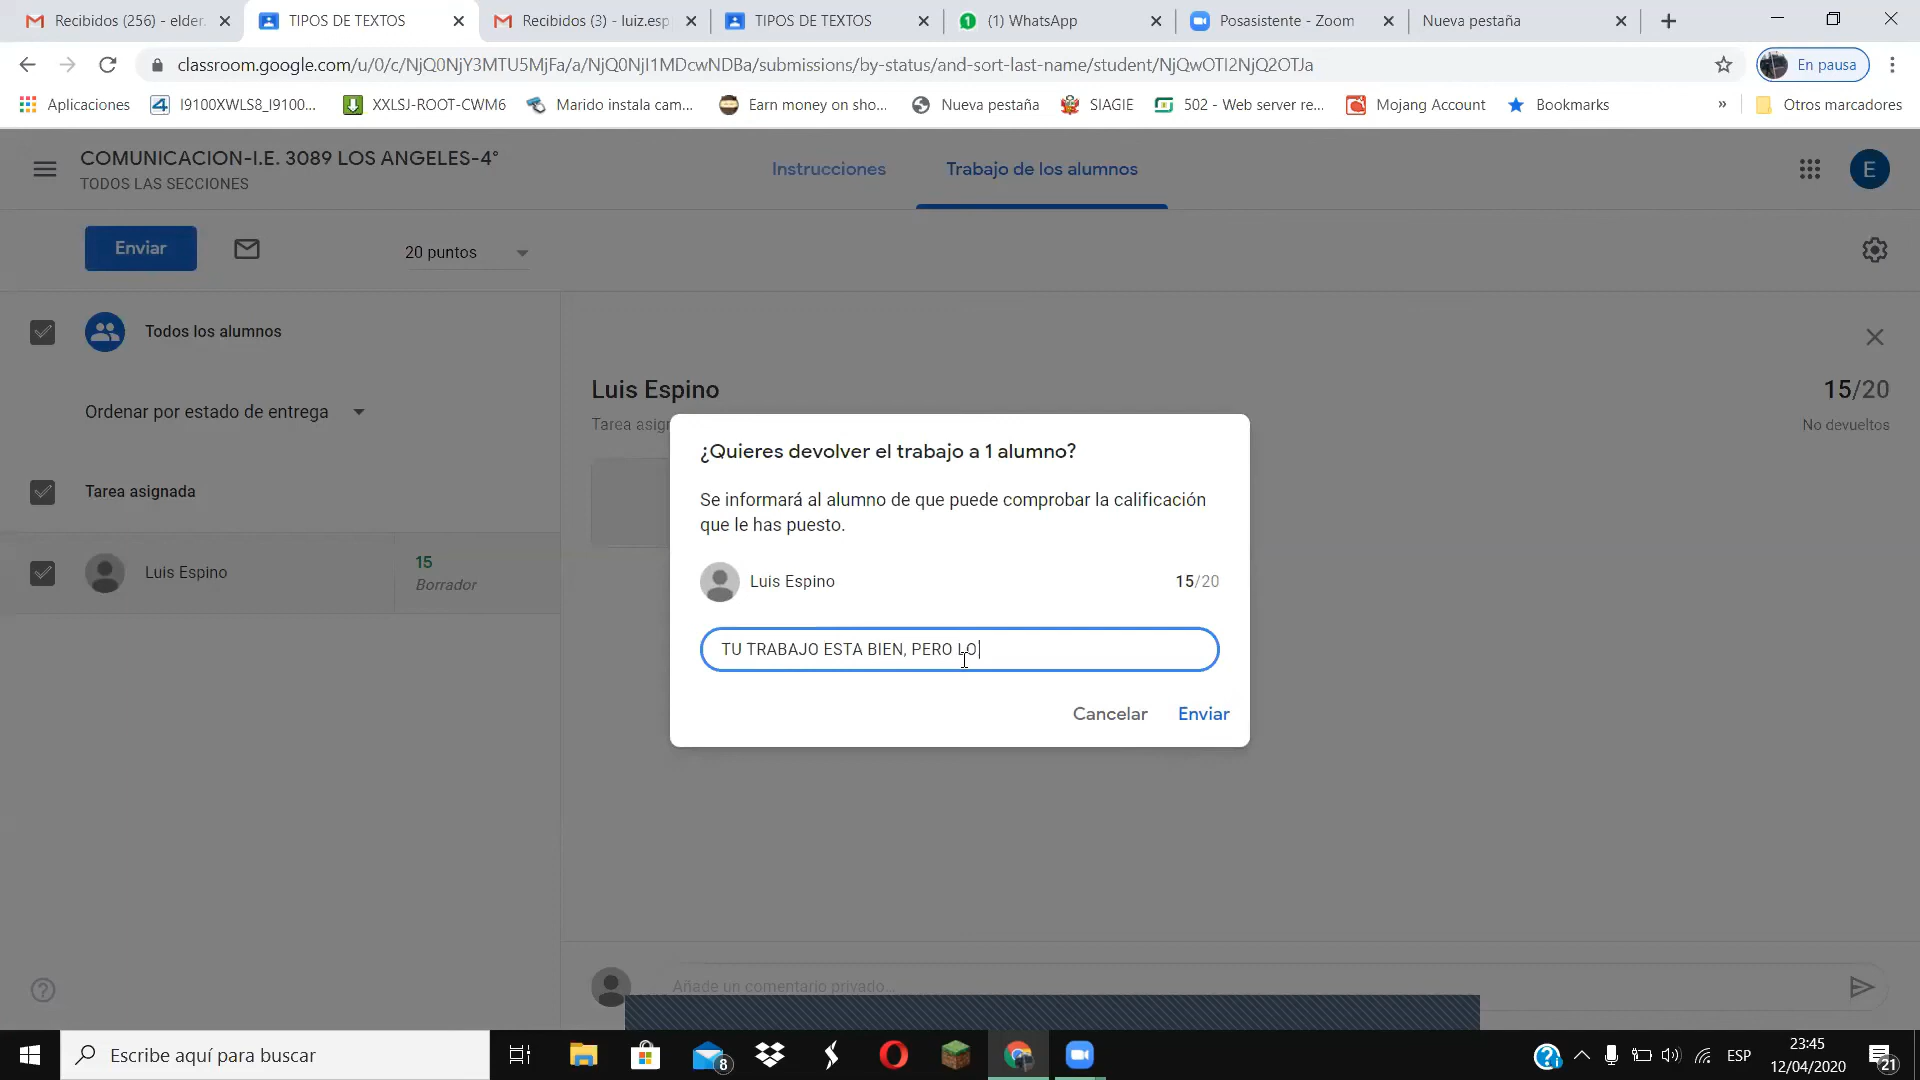 Recibidos (256) - elder.
TIPOS DE TEXTOS
Recibidos (3) - luiz.esp
TIPOS DE TEXTOS
(1) WhatsApp
Posasistente - Zoom
Nueva pestaña
classroom.google.com/u/0/c/NjQ0NjY3MTU5MjFa/a/NjQ0NjI1MDcwNDBa/submissions/by-status/and-sort-last-name/student/NjQwOTI2NjQ2OTJa
En pausa
Aplicaciones
I9100XWLS8_I9100...
XXLSJ-ROOT-CWM6
Marido instala cam...
Earn money on sho...
Nueva pestaña
SIAGIE
502 - Web server re...
Mojang Account
Bookmarks
»
Otros marcadores
COMUNICACION-I.E. 3089 LOS ANGELES-4°
TODOS LAS SECCIONES
Instrucciones
Trabajo de los alumnos
E
Enviar
20 puntos
Todos los alumnos
Ordenar por estado de entrega
Tarea asignada
Luis Espino
15
Borrador
Luis Espino
15/20
Tarea asig
No devueltos
¿Quieres devolver el trabajo a 1 alumno?
Se informará al alumno de que puede comprobar la calificación
que le has puesto.
Luis Espino
15/20
TU TRABAJO ESTA BIEN, PERO LO
Cancelar
Enviar
Añade un comentario privado...
Escribe aquí para buscar
8
ESP
23:45
12/04/2020
21